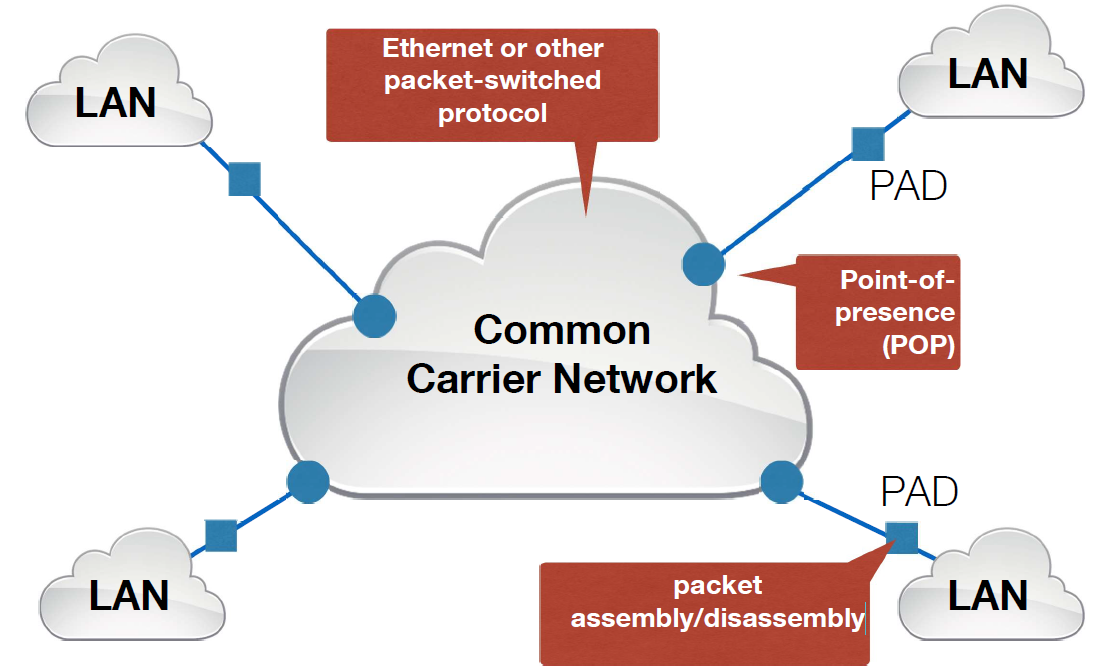 LAN
Ethernet or other
packet-switched
protocol
LAN
PAD
Point-of-
presence
(POP)
Common
Carrier Network
PAD
LAN
packet
assembly/disassembly
LAN